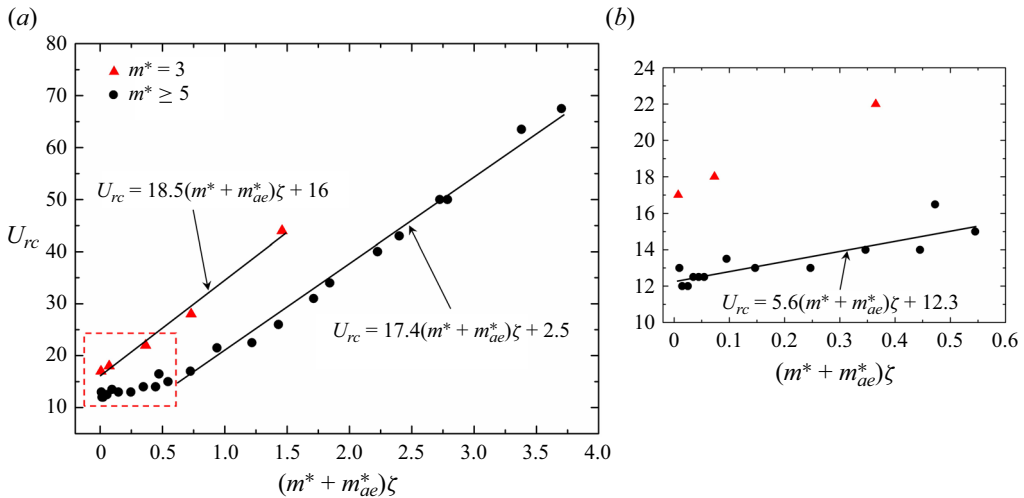 (a)
80
70
60
50
40
30
20
10
U_rc
m* = 3
m* ≥ 5
U_rc = 18.5(m* + m*_ae)ζ + 16
U_rc = 17.4(m* + m*_ae)ζ + 2.5
0 0.5 1.0 1.5 2.0 2.5 3.0 3.5 4.0
(m* + m*_ae)ζ
(b)
24
22
20
18
16
14
12
10
U_rc = 5.6(m* + m*_ae)ζ + 12.3
0 0.1 0.2 0.3 0.4 0.5 0.6
(m* + m*_ae)ζ